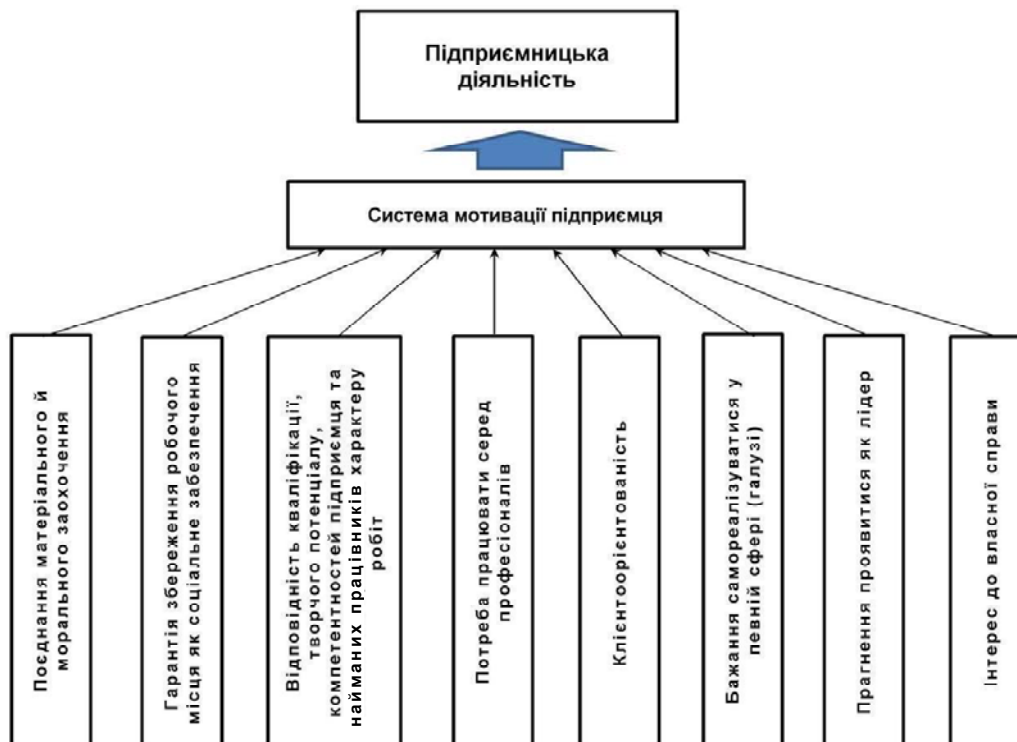 Підприємницька
діяльність
Система мотивації підприємця
Поєднання матеріального й
морального заохочення
Гарантія збереження робочого
місця як соціальне забезпечення
Відповідність кваліфікації,
творчого потенціалу,
компетентностей підприємця та
найманих працівників характеру
робіт
Потреба працювати серед
професіоналів
Клієнтоорієнтованість
Бажання самореалізуватися у
певній сфері (галузі)
Прагнення проявитися як лідер
Інтерес до власної справи